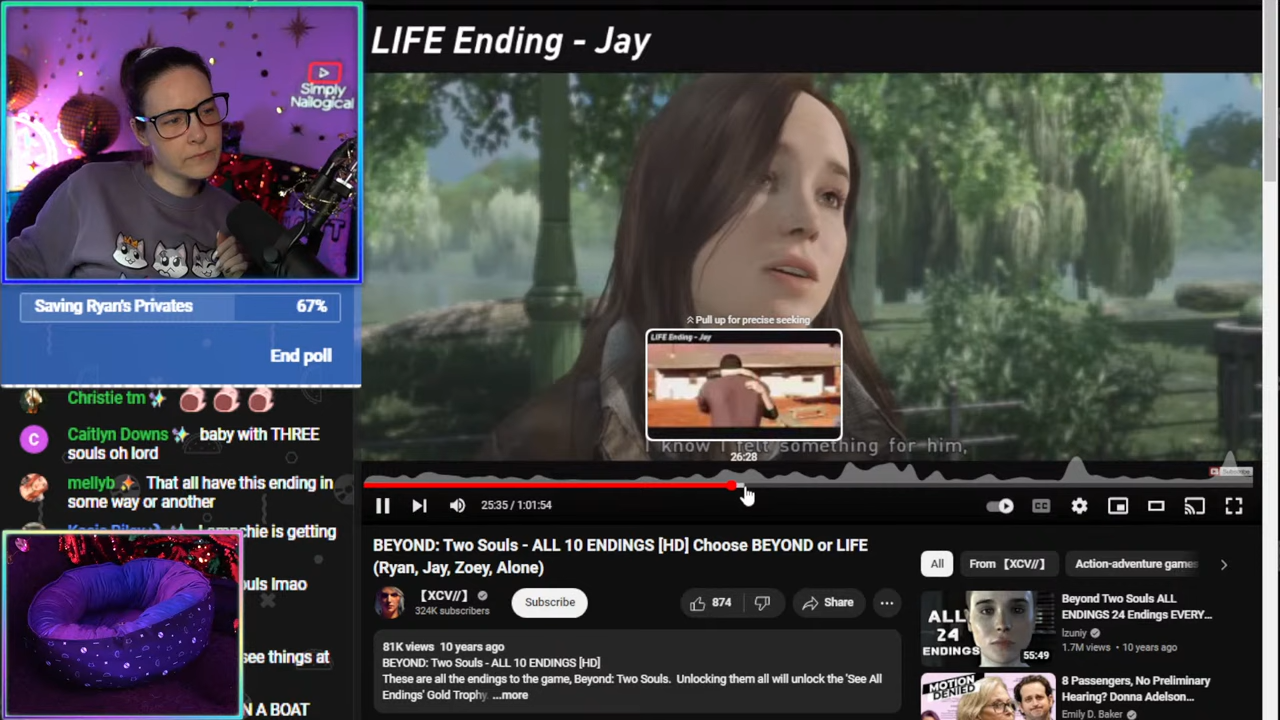 LIFE Ending - Jay
Simply
Nailogical
Saving Ryan's Privates 67%
End poll
Christie tm
C
Caitlyn Downs baby with THREE
souls oh lord
mellyb That all have this ending in
some way or another
is getting
uls lmao
see things at
N A BOAT
Pull up for precise seeking
LIFE Ending - Jay
I know I felt something for him,
26:28
25:35 / 1:01:54
CC
BEYOND: Two Souls - ALL 10 ENDINGS [HD] Choose BEYOND or LIFE
(Ryan, Jay, Zoey, Alone)
【XCV//】
324K subscribers
Subscribe
874
Share
81K views 10 years ago
BEYOND: Two Souls - ALL 10 ENDINGS [HD]
These are all the endings to the game, Beyond: Two Souls. Unlocking them all will unlock the 'See All
Endings' Gold Trophy. ...more
All
From 【XCV//】
Action-adventure games
ALL
24
ENDINGS
55:49
Beyond Two Souls ALL
ENDINGS 24 Endings EVERY...
Izuniy
1.7M views • 10 years ago
MOTION
DENIED
8 Passengers, No Preliminary
Hearing? Donna Adelson...
Emily D. Baker